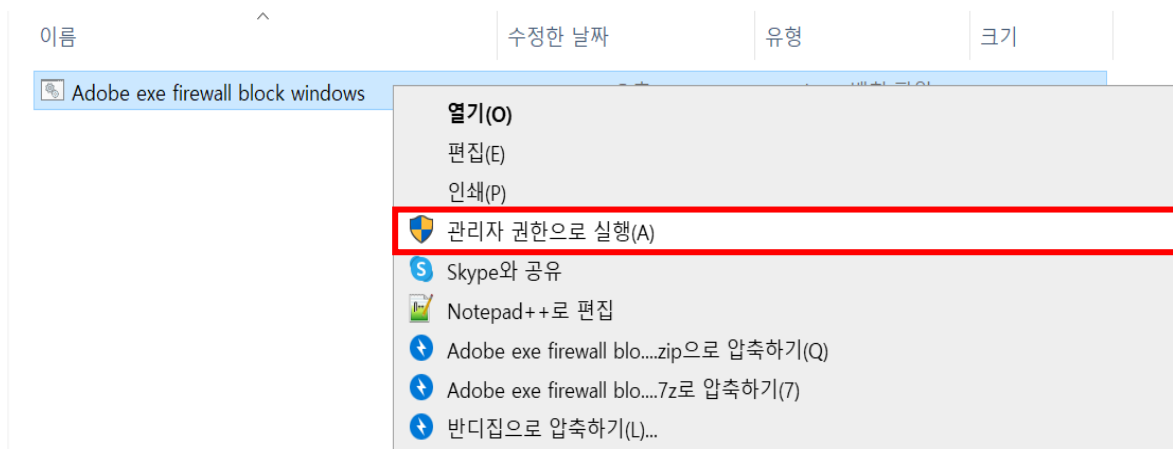 이름 수정한 날짜 유형 크기
Adobe exe firewall block windows
열기(O)
편집(E)
인쇄(P)
관리자 권한으로 실행(A)
Skype와 공유
Notepad++로 편집
Adobe exe firewall blo....zip으로 압축하기(Q)
Adobe exe firewall blo....7z로 압축하기(7)
반디집으로 압축하기(L)...